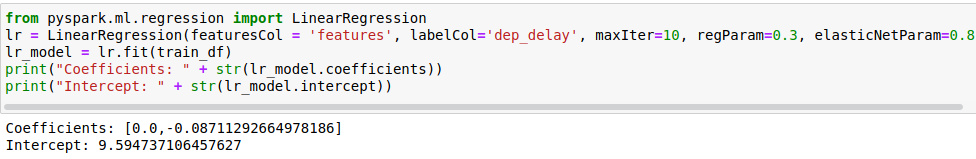 from pyspark.ml.regression import LinearRegression
lr = LinearRegression(featuresCol = 'features', labelCol='dep_delay', maxIter=10, regParam=0.3, elasticNetParam=0.8
lr_model = lr.fit(train_df)
print("Coefficients: " + str(lr_model.coefficients))
print("Intercept: " + str(lr_model.intercept))
Coefficients: [0.0,-0.08711292664978186]
Intercept: 9.594737106457627